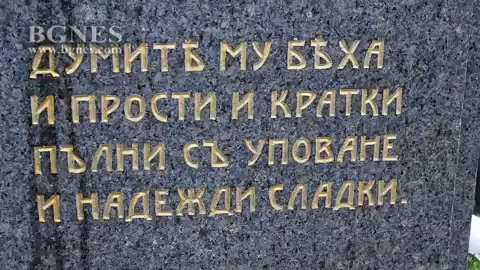 BGNES
www.bgnes.com
ДУМИТѢ МУ БѢХА
И ПРОСТИ И КРАТКИ
ПЪЛНИ СЪ УПОВАНЕ
И НАДЕЖДИ СЛАДКИ.